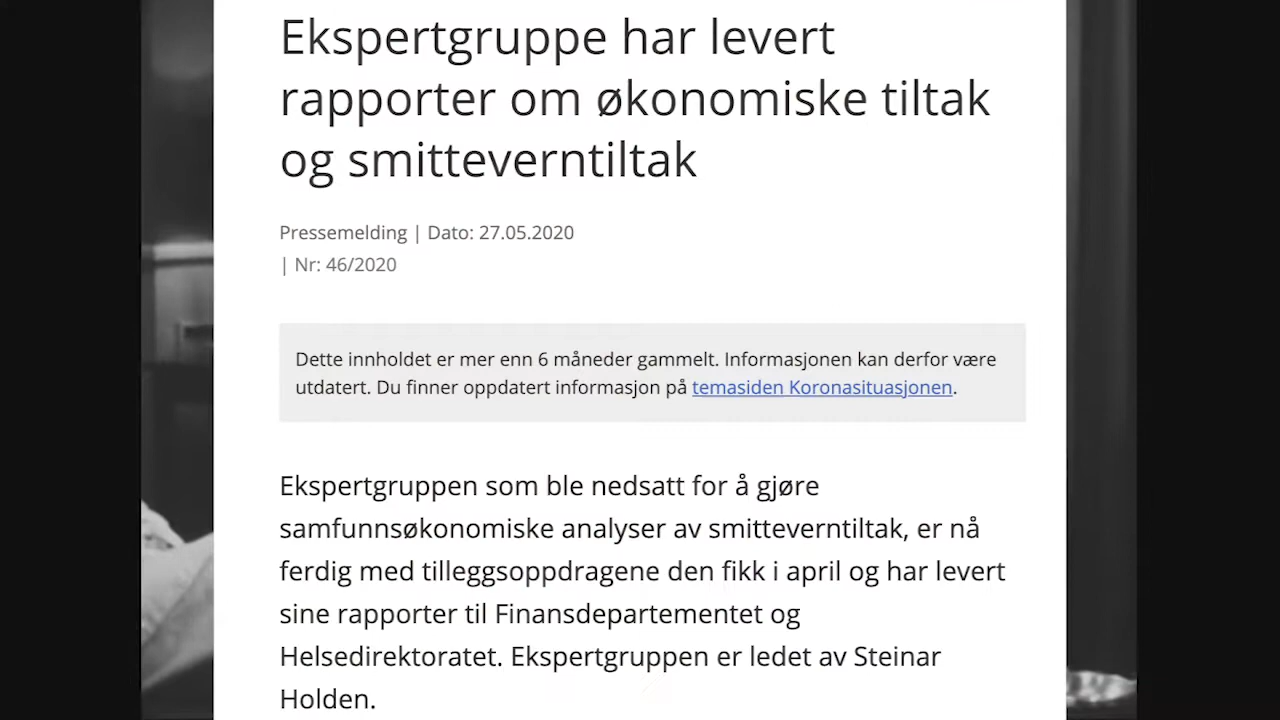 Ekspertgruppe har levert
rapporter om økonomiske tiltak
og smitteverntiltak
Pressemelding | Dato: 27.05.2020
| Nr: 46/2020
Dette innholdet er mer enn 6 måneder gammelt. Informasjonen kan derfor være
utdatert. Du finner oppdatert informasjon på temasiden Koronasituasjonen.
Ekspertgruppen som ble nedsatt for å gjøre
samfunnsøkonomiske analyser av smitteverntiltak, er nå
ferdig med tilleggsoppdragene den fikk i april og har levert
sine rapporter til Finansdepartementet og
Helsedirektoratet. Ekspertgruppen er ledet av Steinar
Holden.